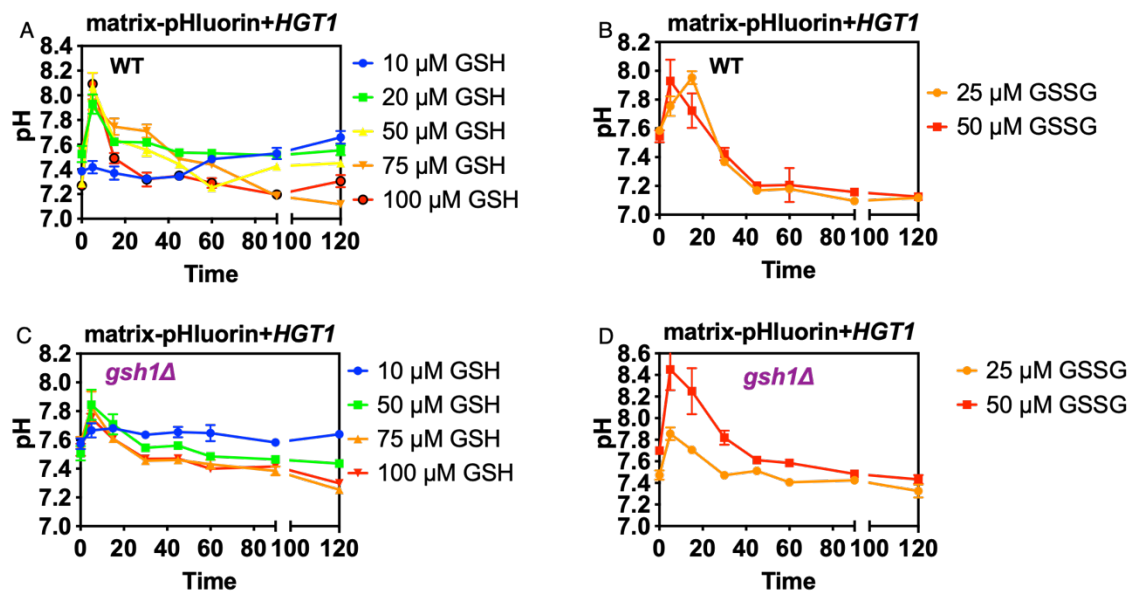 A
matrix-pHluorin+HGT1
WT
pH
8.4
8.2
8.0
7.8
7.6
7.4
7.2
7.0
0 20 40 60 80 100 120
Time
10 µM GSH
20 µM GSH
50 µM GSH
75 µM GSH
100 µM GSH
B
matrix-pHluorin+HGT1
WT
pH
8.2
8.0
7.8
7.6
7.4
7.2
7.0
0 20 40 60 80 100 120
Time
25 µM GSSG
50 µM GSSG
C
matrix-pHluorin+HGT1
gsh1Δ
pH
8.2
8.0
7.8
7.6
7.4
7.2
7.0
0 20 40 60 80 100 120
Time
10 µM GSH
50 µM GSH
75 µM GSH
100 µM GSH
D
matrix-pHluorin+HGT1
gsh1Δ
pH
8.6
8.4
8.2
8.0
7.8
7.6
7.4
7.2
7.0
0 20 40 60 80 100 120
Time
25 µM GSSG
50 µM GSSG